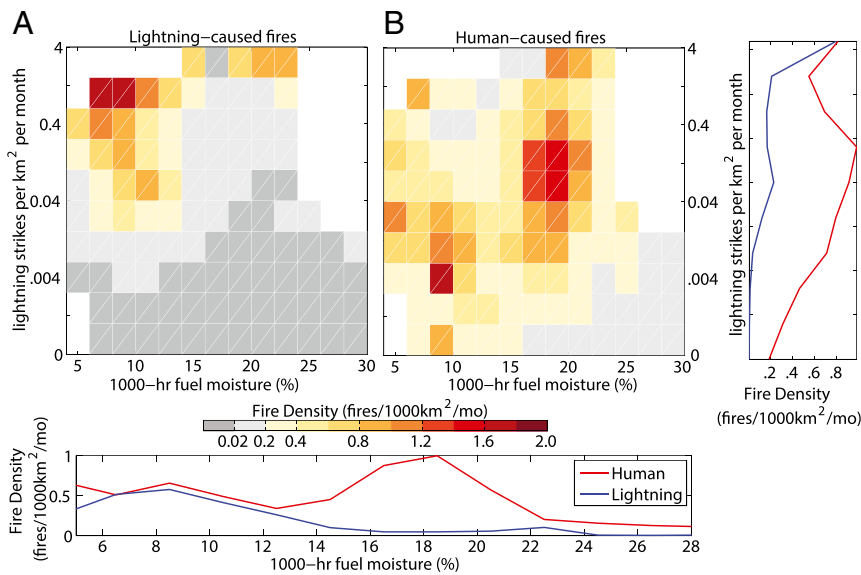 A
B
Lightning−caused fires
Human−caused fires
4
0.4
0.04
.004
0
lightning strikes per km2 per month
5 10 15 20 25 30
1000−hr fuel moisture (%)
4
0.4
0.04
.004
0
5 10 15 20 25 30
1000−hr fuel moisture (%)
lightning strikes per km2 per month
.2 .4 .6 .8
Fire Density
(fires/1000km2/mo)
Fire Density (fires/1000km2/mo)
0.02 0.2 0.4 0.8 1.2 1.6 2.0
Fire Density
(fires/1000km2/mo)
1
0.5
0
Human
Lightning
6 8 10 12 14 16 18 20 22 24 26 28
1000−hr fuel moisture (%)